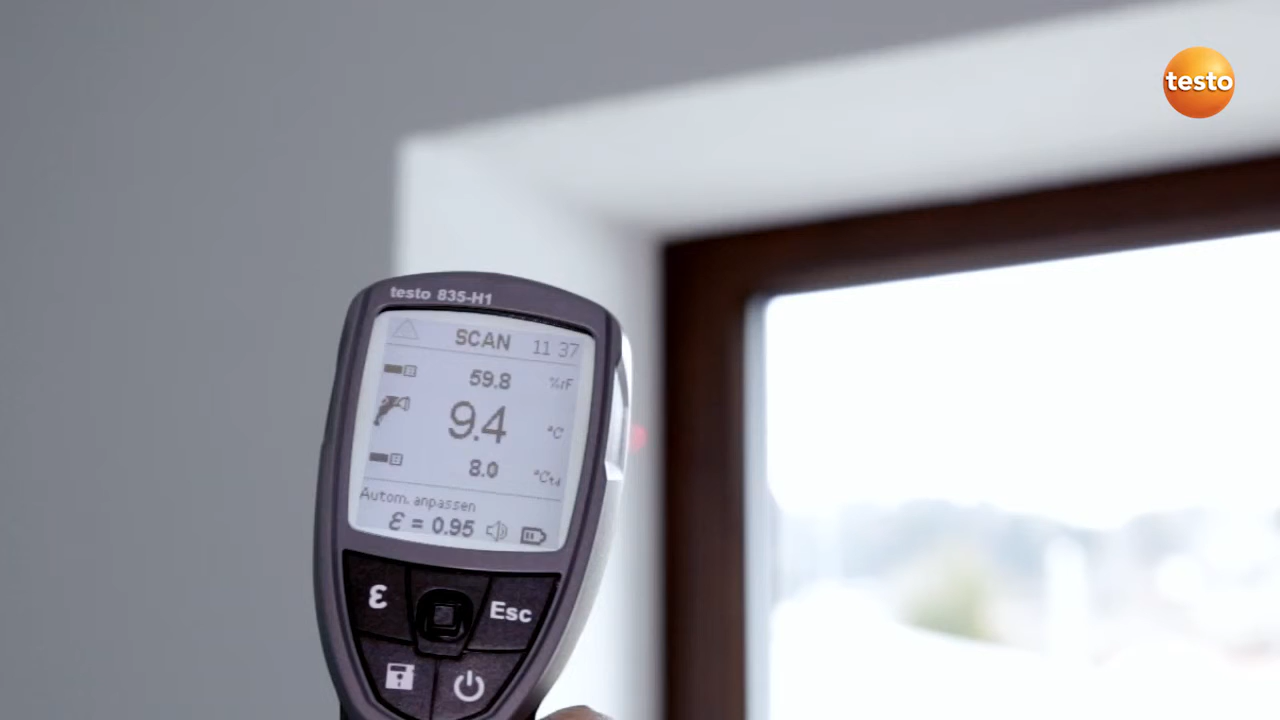 testo
testo 835-H1
SCAN 11 37
59.8 %rF
9.4 °C
8.0 °Ctd
Autom. anpassen
ε = 0.95
ε
Esc